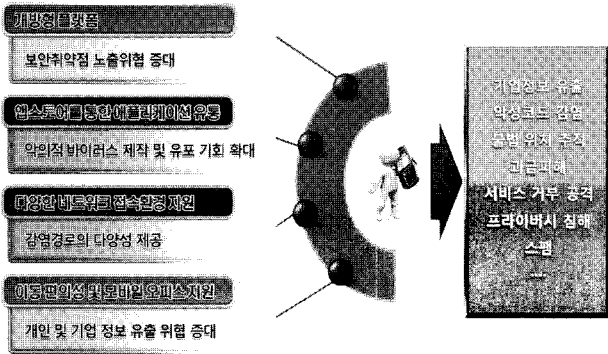 개방형 플랫폼
보안취약점 노출위험 증대
앱스토어를 통한 애플리케이션 유통
악의적 바이러스 제작 및 유포 기회 확대
다양한 네트워크 접속환경 지원
감염경로의 다양성 제공
이동 편의성 및 모바일 오피스 지원
개인 및 기업 정보 유출 위협 증대
기업정보 유출
악성코드 감염
불법 위치 추적
과금피해
서비스 거부 공격
프라이버시 침해
스팸
...